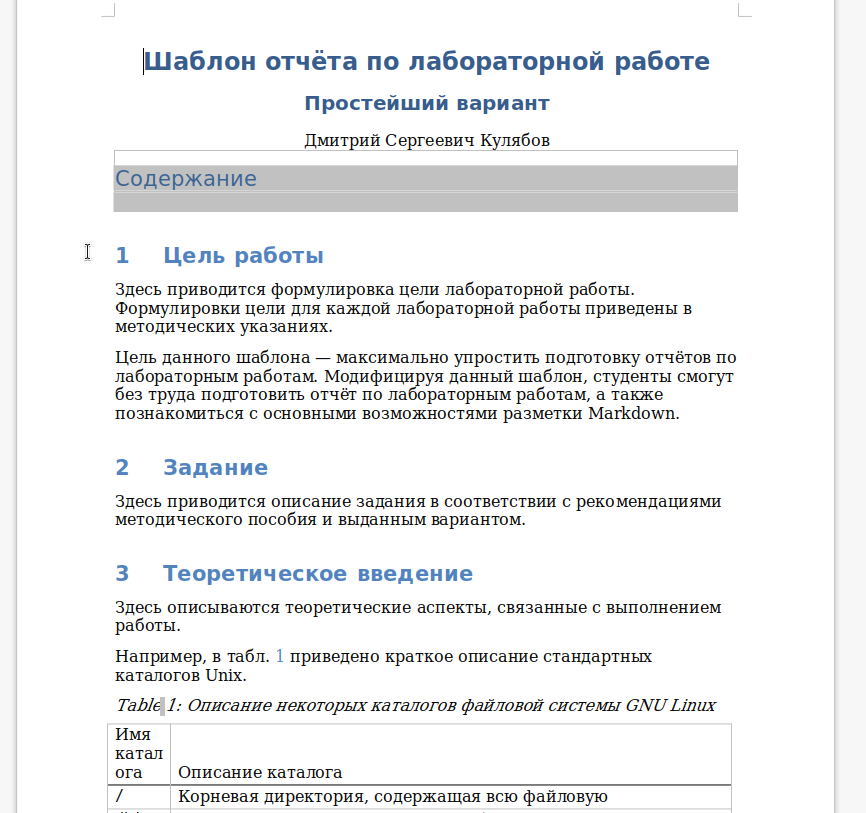 Шаблон отчёта по лабораторной работе
Простейший вариант
Дмитрий Сергеевич Кулябов
Содержание
1 Цель работы
Здесь приводится формулировка цели лабораторной работы.
Формулировки цели для каждой лабораторной работы приведены в
методических указаниях.
Цель данного шаблона — максимально упростить подготовку отчётов по
лабораторным работам. Модифицируя данный шаблон, студенты смогут
без труда подготовить отчёт по лабораторным работам, а также
познакомиться с основными возможностями разметки Markdown.
2 Задание
Здесь приводится описание задания в соответствии с рекомендациями
методического пособия и выданным вариантом.
3 Теоретическое введение
Здесь описываются теоретические аспекты, связанные с выполнением
работы.
Например, в табл. 1 приведено краткое описание стандартных
каталогов Unix.
Table 1: Описание некоторых каталогов файловой системы GNU Linux
Имя
катал
ога Описание каталога
/ Корневая директория, содержащая всю файловую